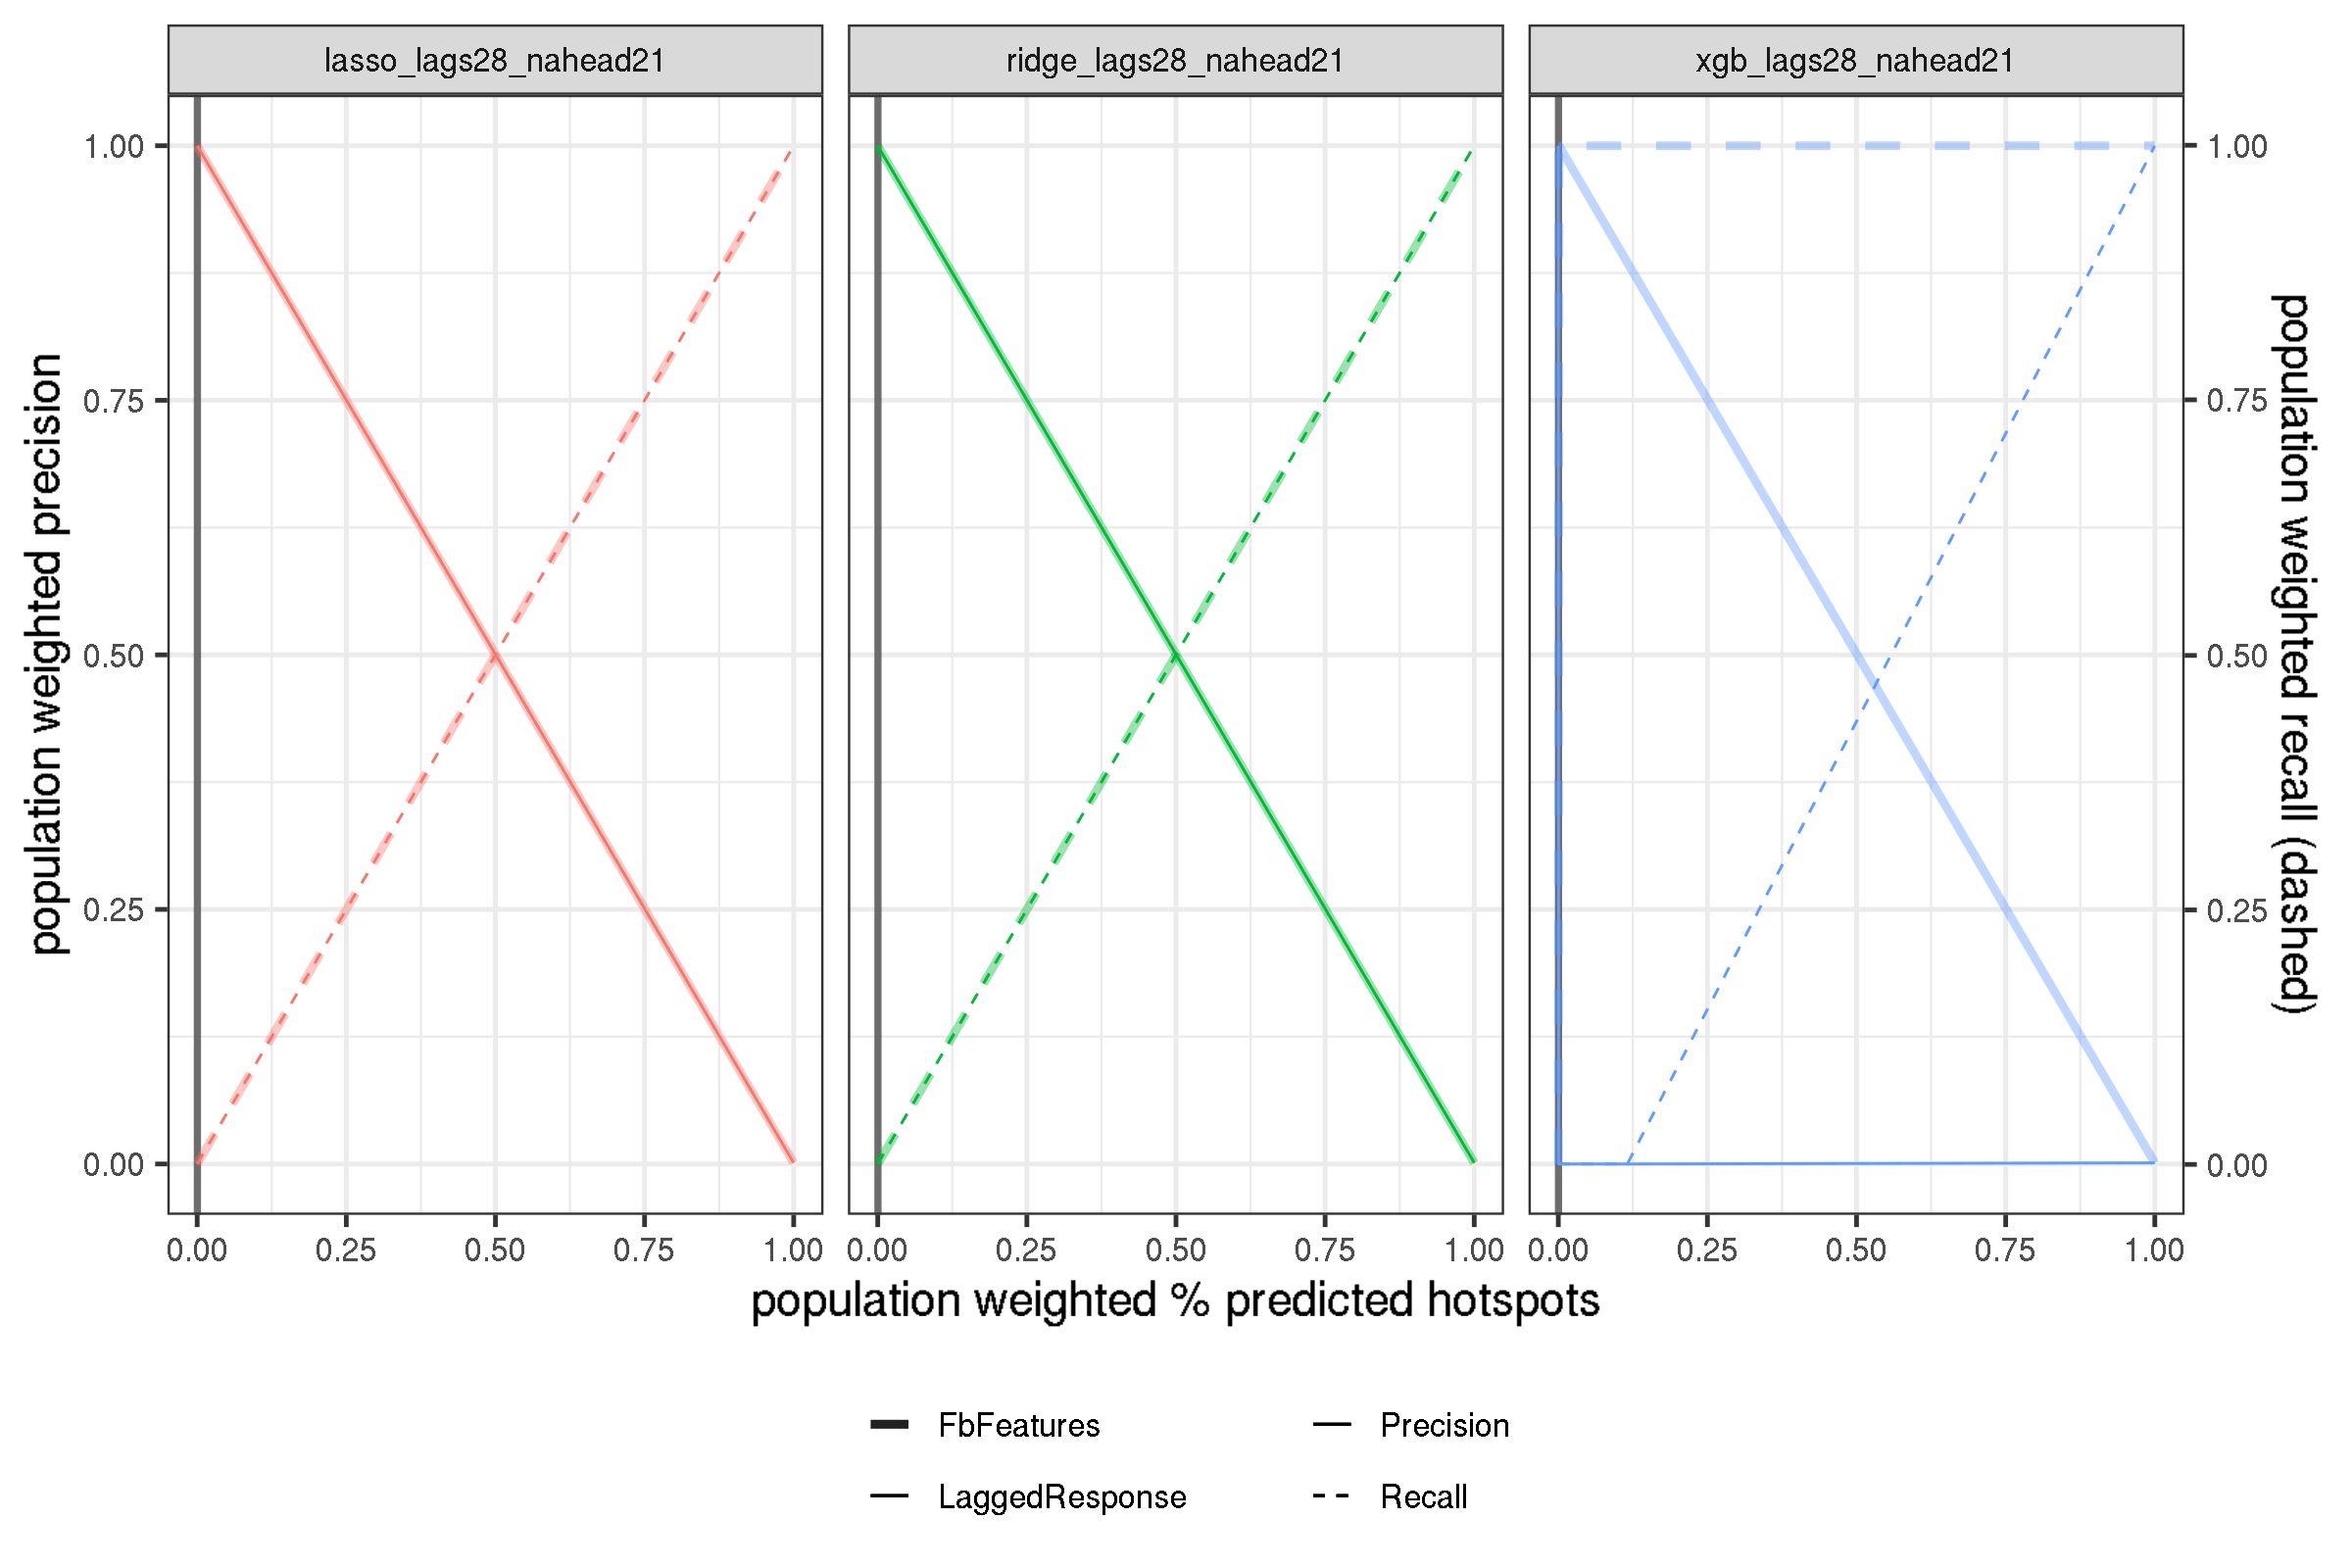 lasso_lags28_nahead21
ridge_lags28_nahead21
xgb_lags28_nahead21
population weighted precision
1.00
0.75
0.50
0.25
0.00
1.00
0.75
0.50
0.25
0.00
population weighted recall (dashed)
0.00 0.25 0.50 0.75 1.00
0.00 0.25 0.50 0.75 1.00
0.00 0.25 0.50 0.75 1.00
population weighted % predicted hotspots
FbFeatures
LaggedResponse
Precision
Recall